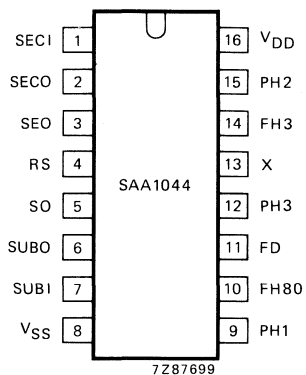 SECI 1 16 VDD
SECO 2 15 PH2
SEO 3 14 FH3
RS 4 13 X
SAA1044
SO 5 12 PH3
SUBO 6 11 FD
SUBI 7 10 FH80
VSS 8 9 PH1
7Z87699